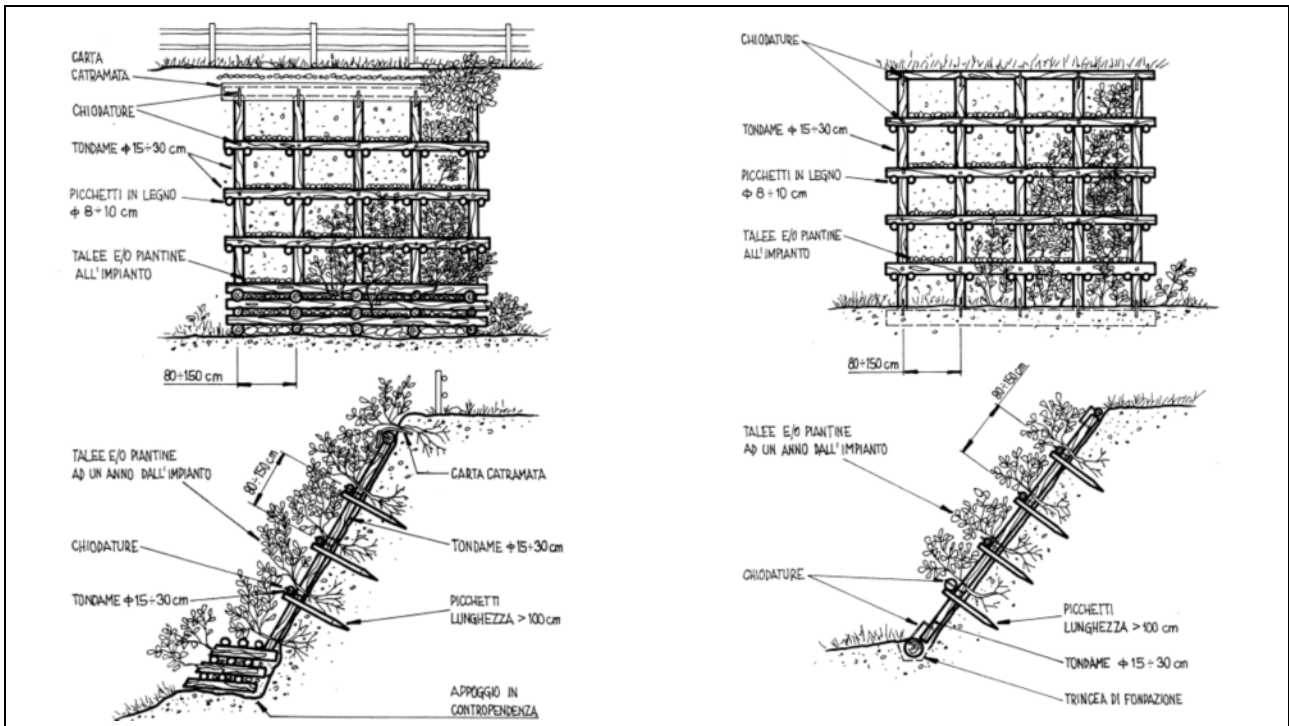 CARTA
CATRAMATA
CHIODATURE
TONDAME ϕ 15÷30 cm
PICCHETTI IN LEGNO
ϕ 8÷10 cm
TALEE E/O PIANTINE
ALL'IMPIANTO
80÷150 cm
TALEE E/O PIANTINE
AD UN ANNO DALL'IMPIANTO
80÷150 cm
CHIODATURE
TONDAME ϕ 15÷30 cm
CARTA CATRAMATA
TONDAME ϕ 15÷30 cm
PICCHETTI
LUNGHEZZA > 100 cm
APPOGGIO IN
CONTROPENDENZA
CHIODATURE
TONDAME ϕ 15÷30 cm
PICCHETTI IN LEGNO
ϕ 8÷10 cm
TALEE E/O PIANTINE
ALL'IMPIANTO
80÷150 cm
80÷150 cm
TALEE E/O PIANTINE
AD UN ANNO DALL'IMPIANTO
CHIODATURE
PICCHETTI
LUNGHEZZA > 100 cm
TONDAME ϕ 15÷30 cm
TRINCEA DI FONDAZIONE